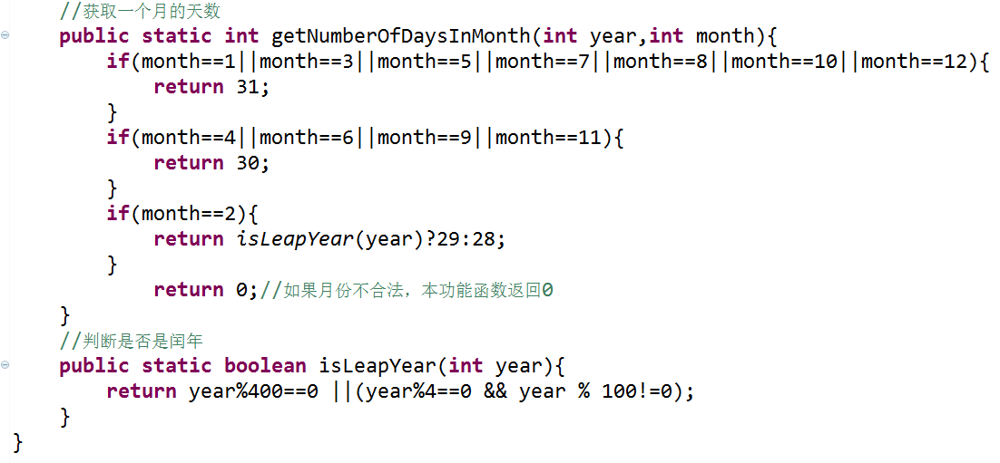 //获取一个月的天数
public static int getNumberOfDaysInMonth(int year,int month){
if(month==1||month==3||month==5||month==7||month==8||month==10||month==12){
return 31;
}
if(month==4||month==6||month==9||month==11){
return 30;
}
if(month==2){
return isLeapYear(year)?29:28;
}
return 0;//如果月份不合法，本功能函数返回0
}
//判断是否是闰年
public static boolean isLeapYear(int year){
return year%400==0 ||(year%4==0 && year % 100!=0);
}
}